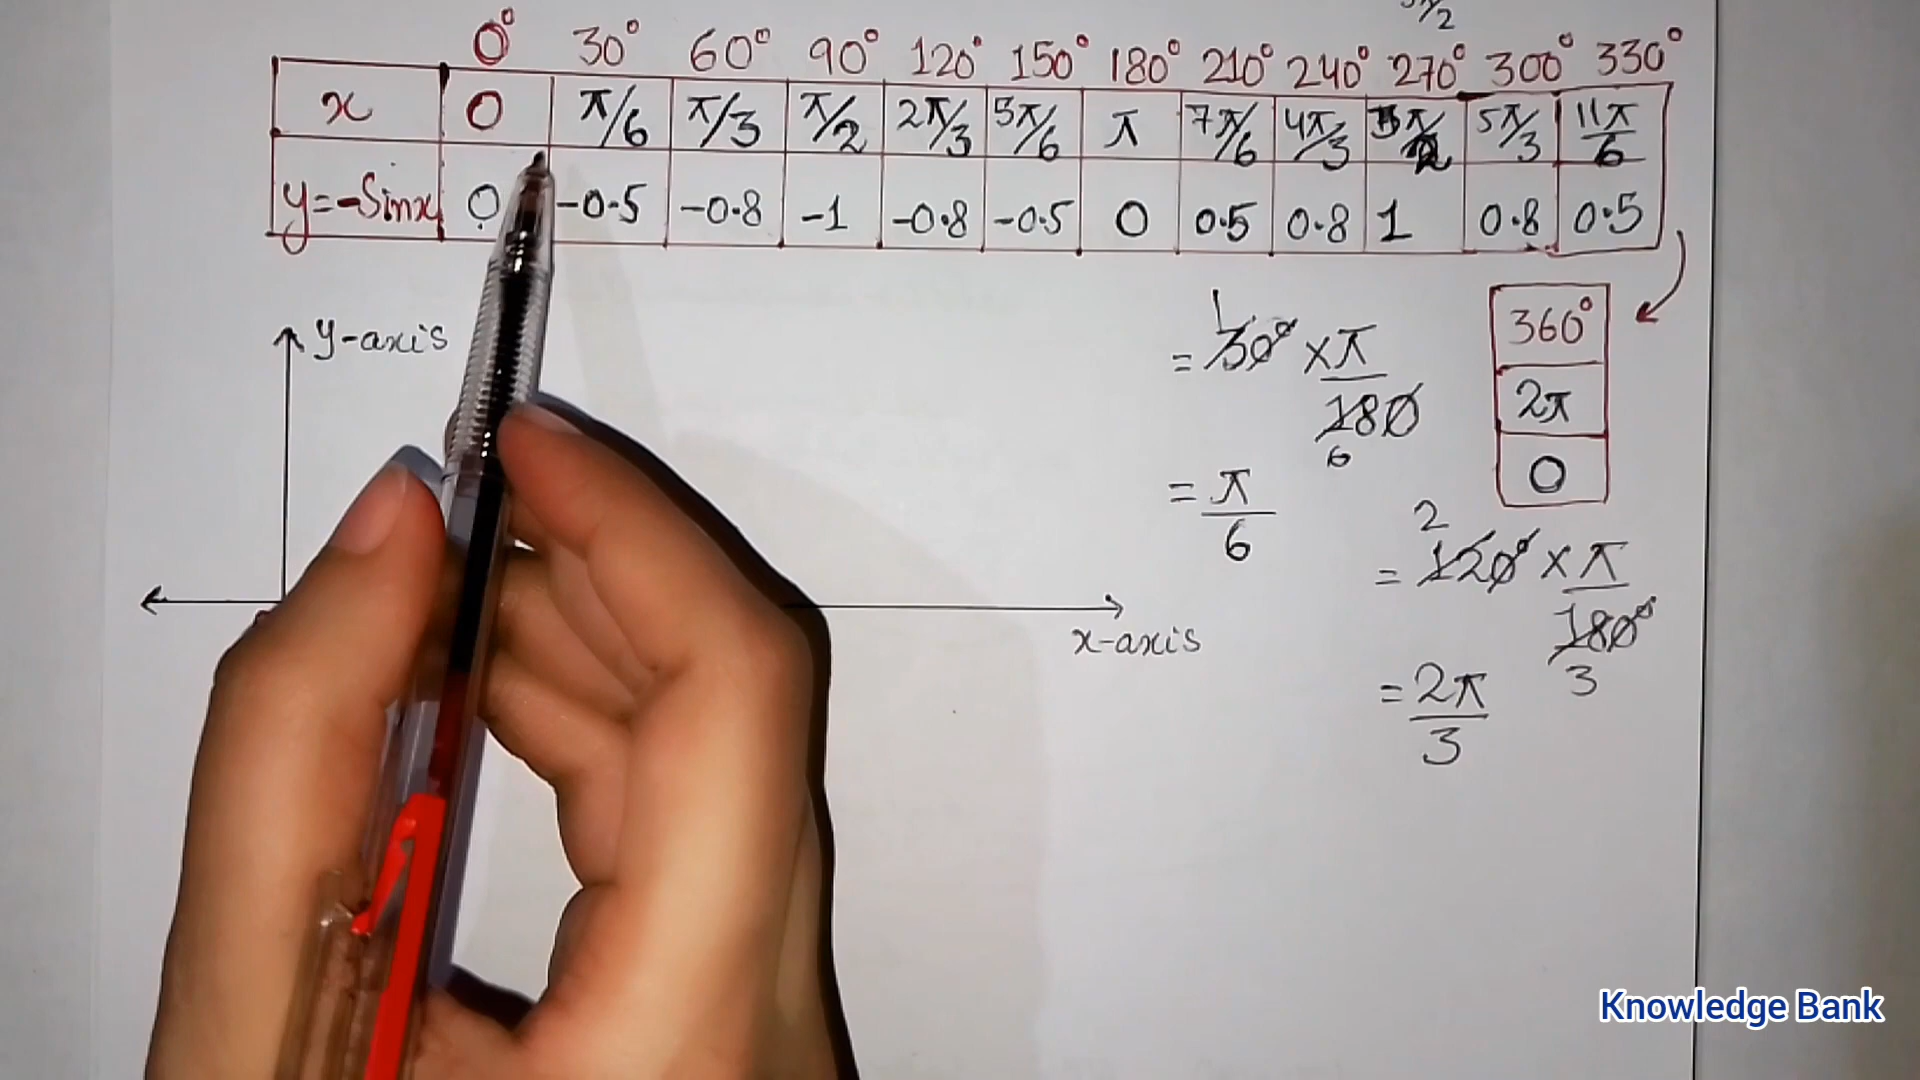 0° 30° 60° 90° 120° 150° 180° 210° 240° 270° 300° 330°
x 0 π/6 π/3 π/2 2π/3 5π/6 π 7π/6 4π/3 3π/2 5π/3 11π/6
y=-Sinx 0 -0.5 -0.8 -1 -0.8 -0.5 0 0.5 0.8 1 0.8 0.5
360°
2π
0
y-axis
x-axis
= 30° × π/180
1
6
= π/6
= 120° × π/180°
2
3
= 2π/3
Knowledge Bank